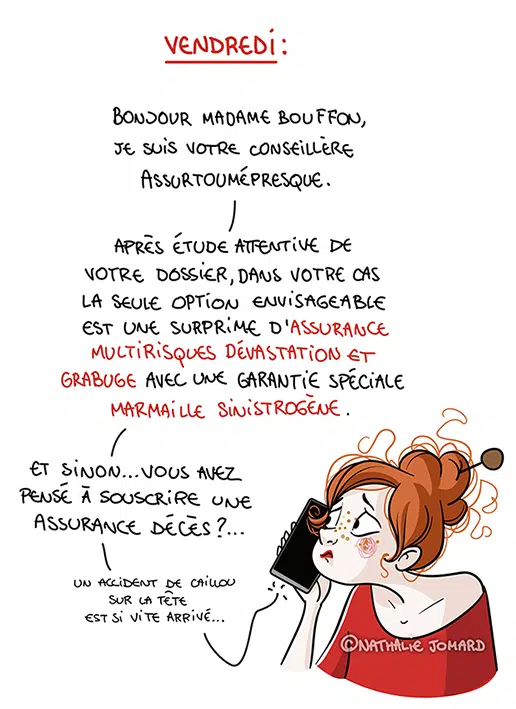 VENDREDI:
BONJOUR MADAME BOUFFON,
JE SUIS VOTRE CONSEILLÈRE
ASSURTOUMÉPRESQUE.
APRÈS ÉTUDE ATTENTIVE DE
VOTRE DOSSIER, DANS VOTRE CAS
LA SEULE OPTION ENVISAGEABLE
EST UNE SURPRIME D'ASSURANCE
MULTIRISQUES DÉVASTATION ET
GRABUGE AVEC UNE GARANTIE SPÉCIALE
MARMAILLE SINISTROGÈNE.
ET SINON...VOUS AVEZ
PENSÉ À SOUSCRIRE UNE
ASSURANCE DÉCÈS?...
UN ACCIDENT DE CAILLOU
SUR LA TÊTE
EST SI VITE ARRIVÉ...
©NATHALIE JOMARD